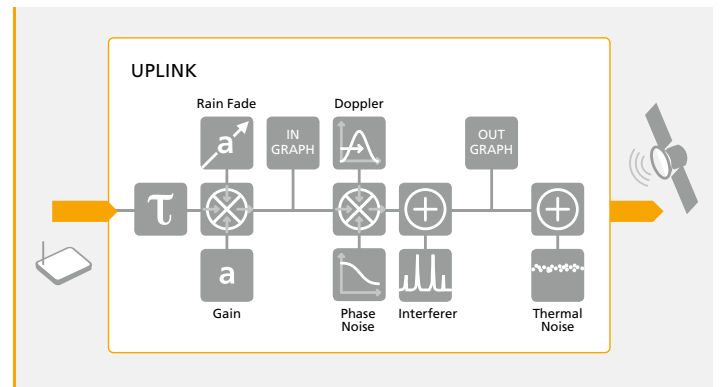 UPLINK
Rain Fade
Doppler
a
IN
GRAPH
OUT
GRAPH
τ
a
Gain
Phase
Noise
Interferer
Thermal
Noise